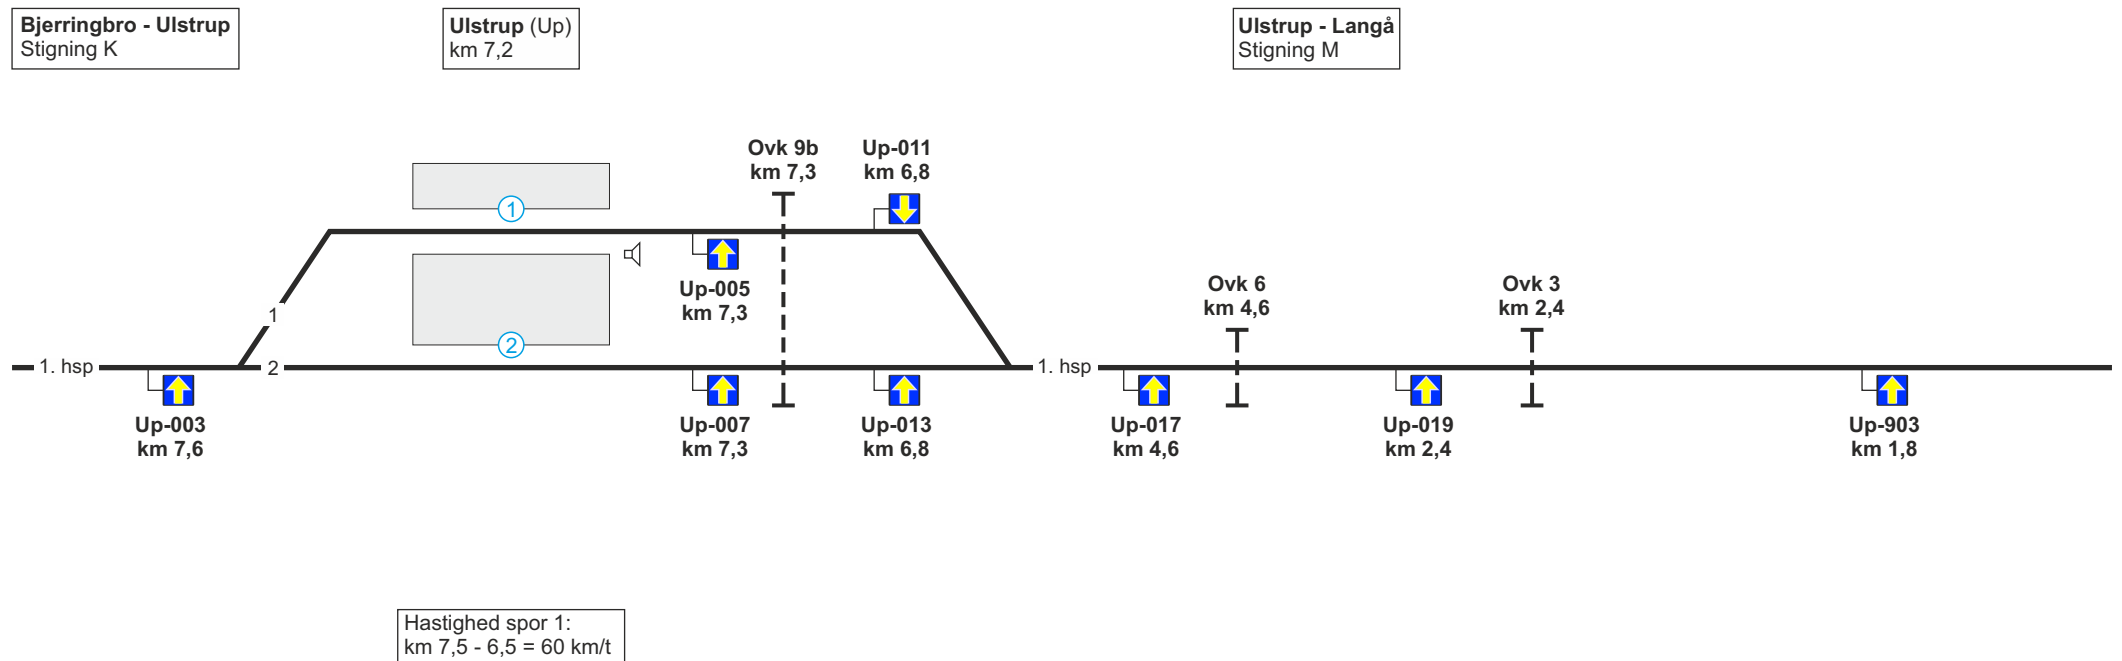 Bjerringbro - Ulstrup
Stigning K
Ulstrup (Up)
km 7,2
Ulstrup - Langå
Stigning M
Ovk 9b
km 7,3
Up-011
km 6,8
1
Up-005
km 7,3
Ovk 6
km 4,6
Ovk 3
km 2,4
1
2
1. hsp
2
1. hsp
Up-003
km 7,6
Up-007
km 7,3
Up-013
km 6,8
Up-017
km 4,6
Up-019
km 2,4
Up-903
km 1,8
Hastighed spor 1:
km 7,5 - 6,5 = 60 km/t